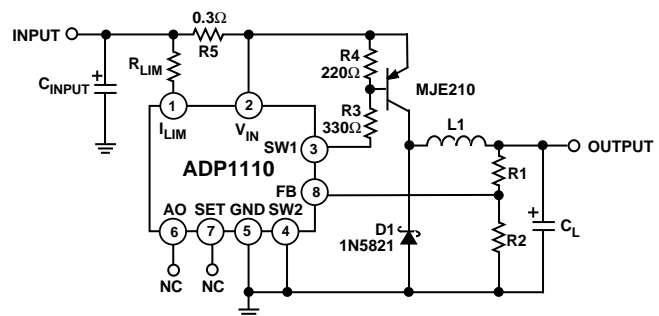 INPUT
0.3Ω
R5
R4
220Ω
RLIM
CINPUT
+
MJE210
1
2
ILIM
VIN
R3
330Ω
L1
SW1
3
OUTPUT
ADP1110
R1
FB
8
AO
SET
GND
SW2
6
7
5
4
D1
1N5821
R2
+
CL
NC
NC